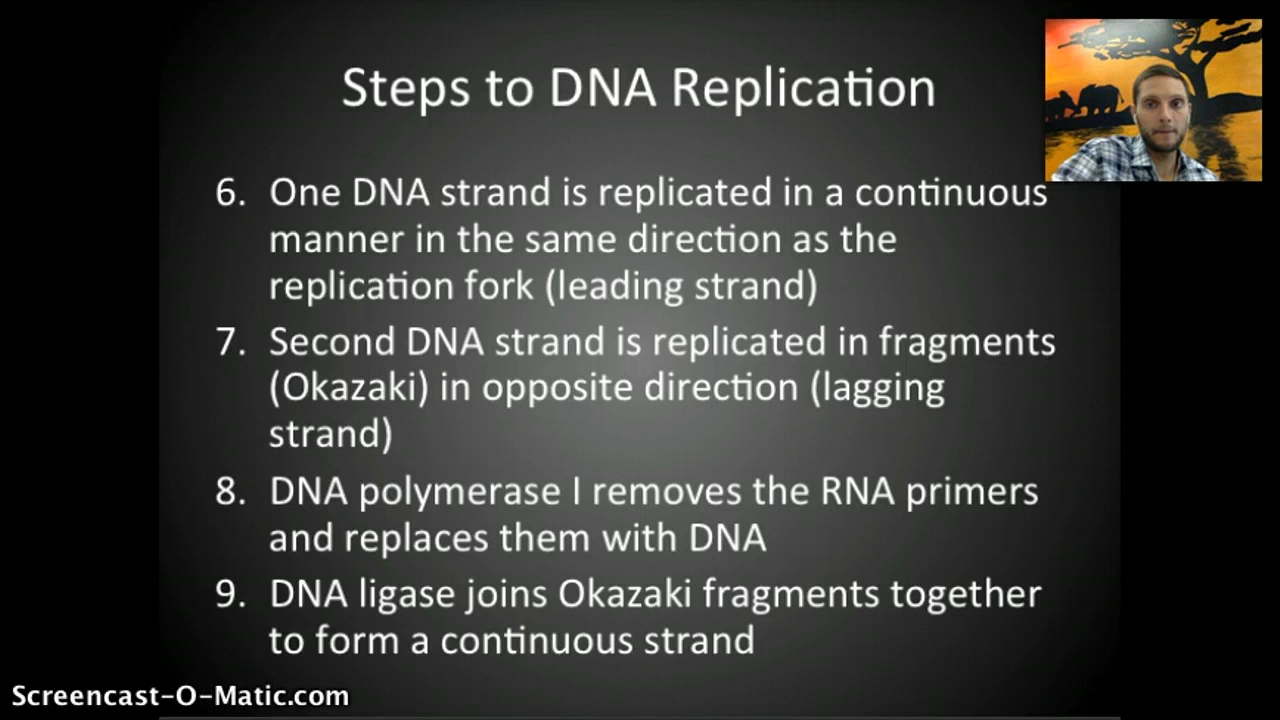 Steps to DNA Replication
6. One DNA strand is replicated in a continuous
manner in the same direction as the
replication fork (leading strand)
7. Second DNA strand is replicated in fragments
(Okazaki) in opposite direction (lagging
strand)
8. DNA polymerase I removes the RNA primers
and replaces them with DNA
9. DNA ligase joins Okazaki fragments together
to form a continuous strand
Screencast-O-Matic.com